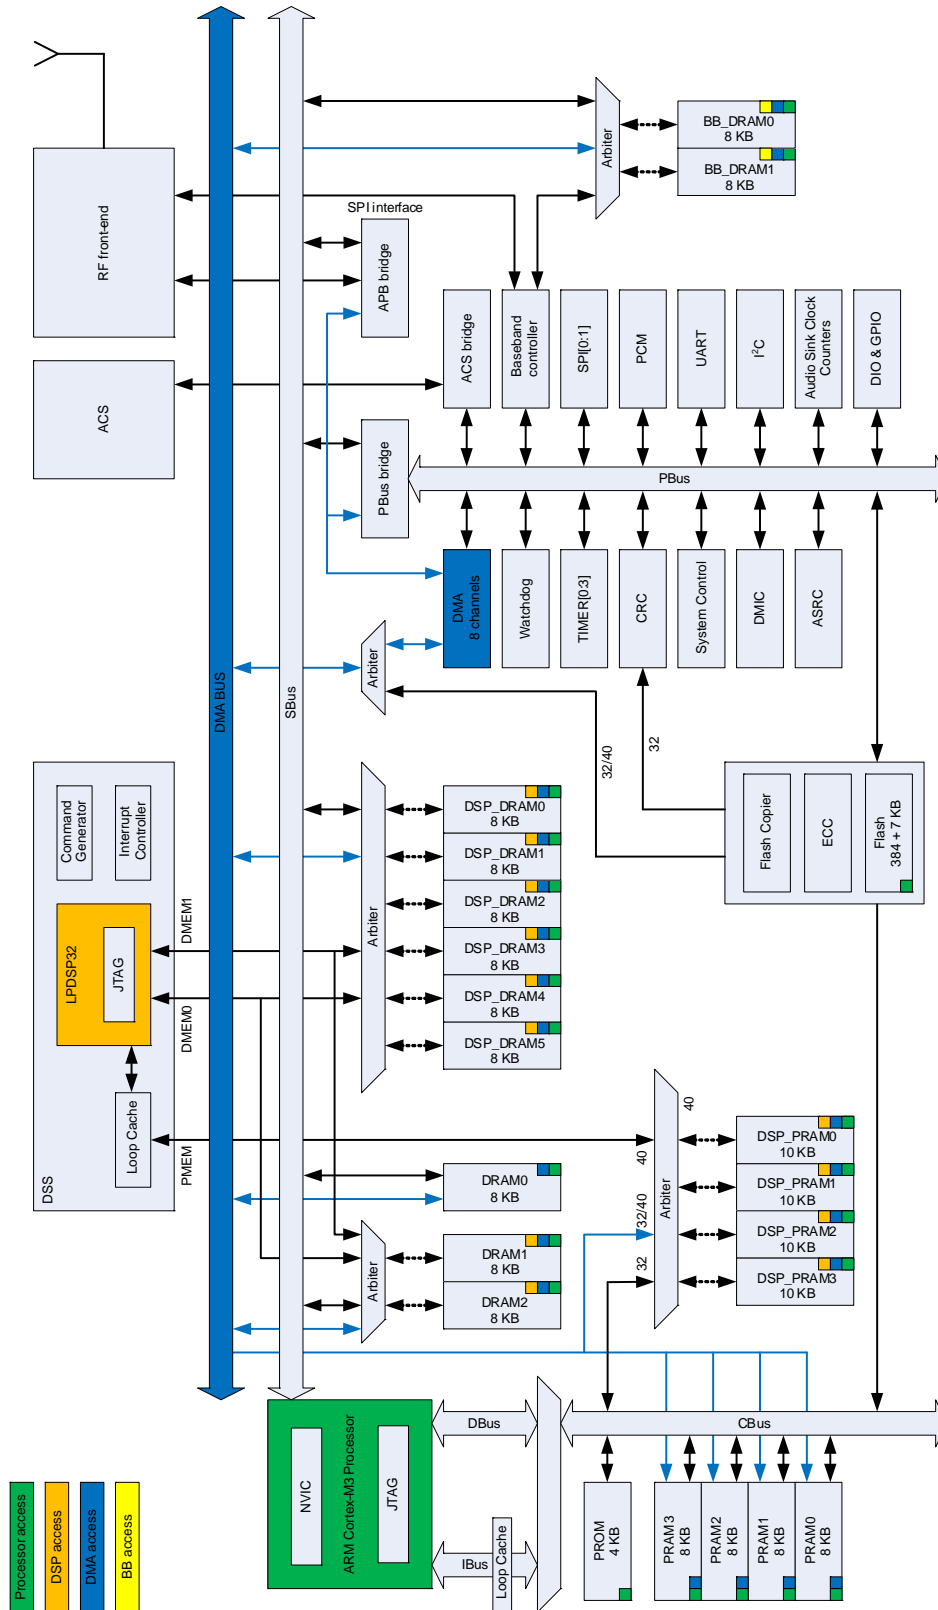 BB_DRAM0
8 KB
BB_DRAM1
8 KB
Arbiter
SPI interface
RF front-end
APB bridge
ACS
ACS bridge
Baseband
controller
SPI[0:1]
PCM
UART
I²C
Audio Sink Clock
Counters
DIO & GPIO
PBus bridge
PBus
DMA
8 channels
Watchdog
TIMER[0:3]
CRC
System Control
DMIC
ASRC
Arbiter
DMA BUS
SBus
32/40
32
Flash Copier
ECC
Flash
384 + 7 KB
Command
Generator
Interrupt
Controller
LPDSP32
JTAG
Loop Cache
DSS
DMEM1
DMEM0
PMEM
Arbiter
DSP_DRAM0
8 KB
DSP_DRAM1
8 KB
DSP_DRAM2
8 KB
DSP_DRAM3
8 KB
DSP_DRAM4
8 KB
DSP_DRAM5
8 KB
40
40
32/40
32
Arbiter
DSP_PRAM0
10 KB
DSP_PRAM1
10 KB
DSP_PRAM2
10 KB
DSP_PRAM3
10 KB
DRAM0
8 KB
Arbiter
DRAM1
8 KB
DRAM2
8 KB
NVIC
ARM Cortex-M3 Processor
JTAG
DBus
IBus
Loop Cache
CBus
PROM
4 KB
PRAM3
8 KB
PRAM2
8 KB
PRAM1
8 KB
PRAM0
8 KB
Processor access
DSP access
DMA access
BB access